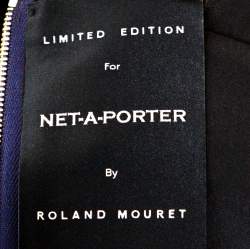 LIMITED EDITION
For
NET-A-PORTER
By
ROLAND MOURET